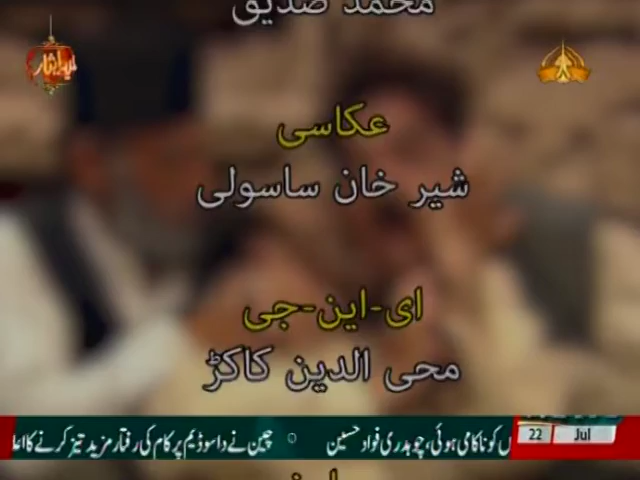 محمد صدیق
عکاسی
شیر خان ساسولی
ای-این-جی
محی الدین کاکڑ
کو ناکامی ہوئی، چوہدری فواد حسین ○ چین نے داسو ڈیم پر کام کی رفتار مزید تیز کرنے کا
22 Jul